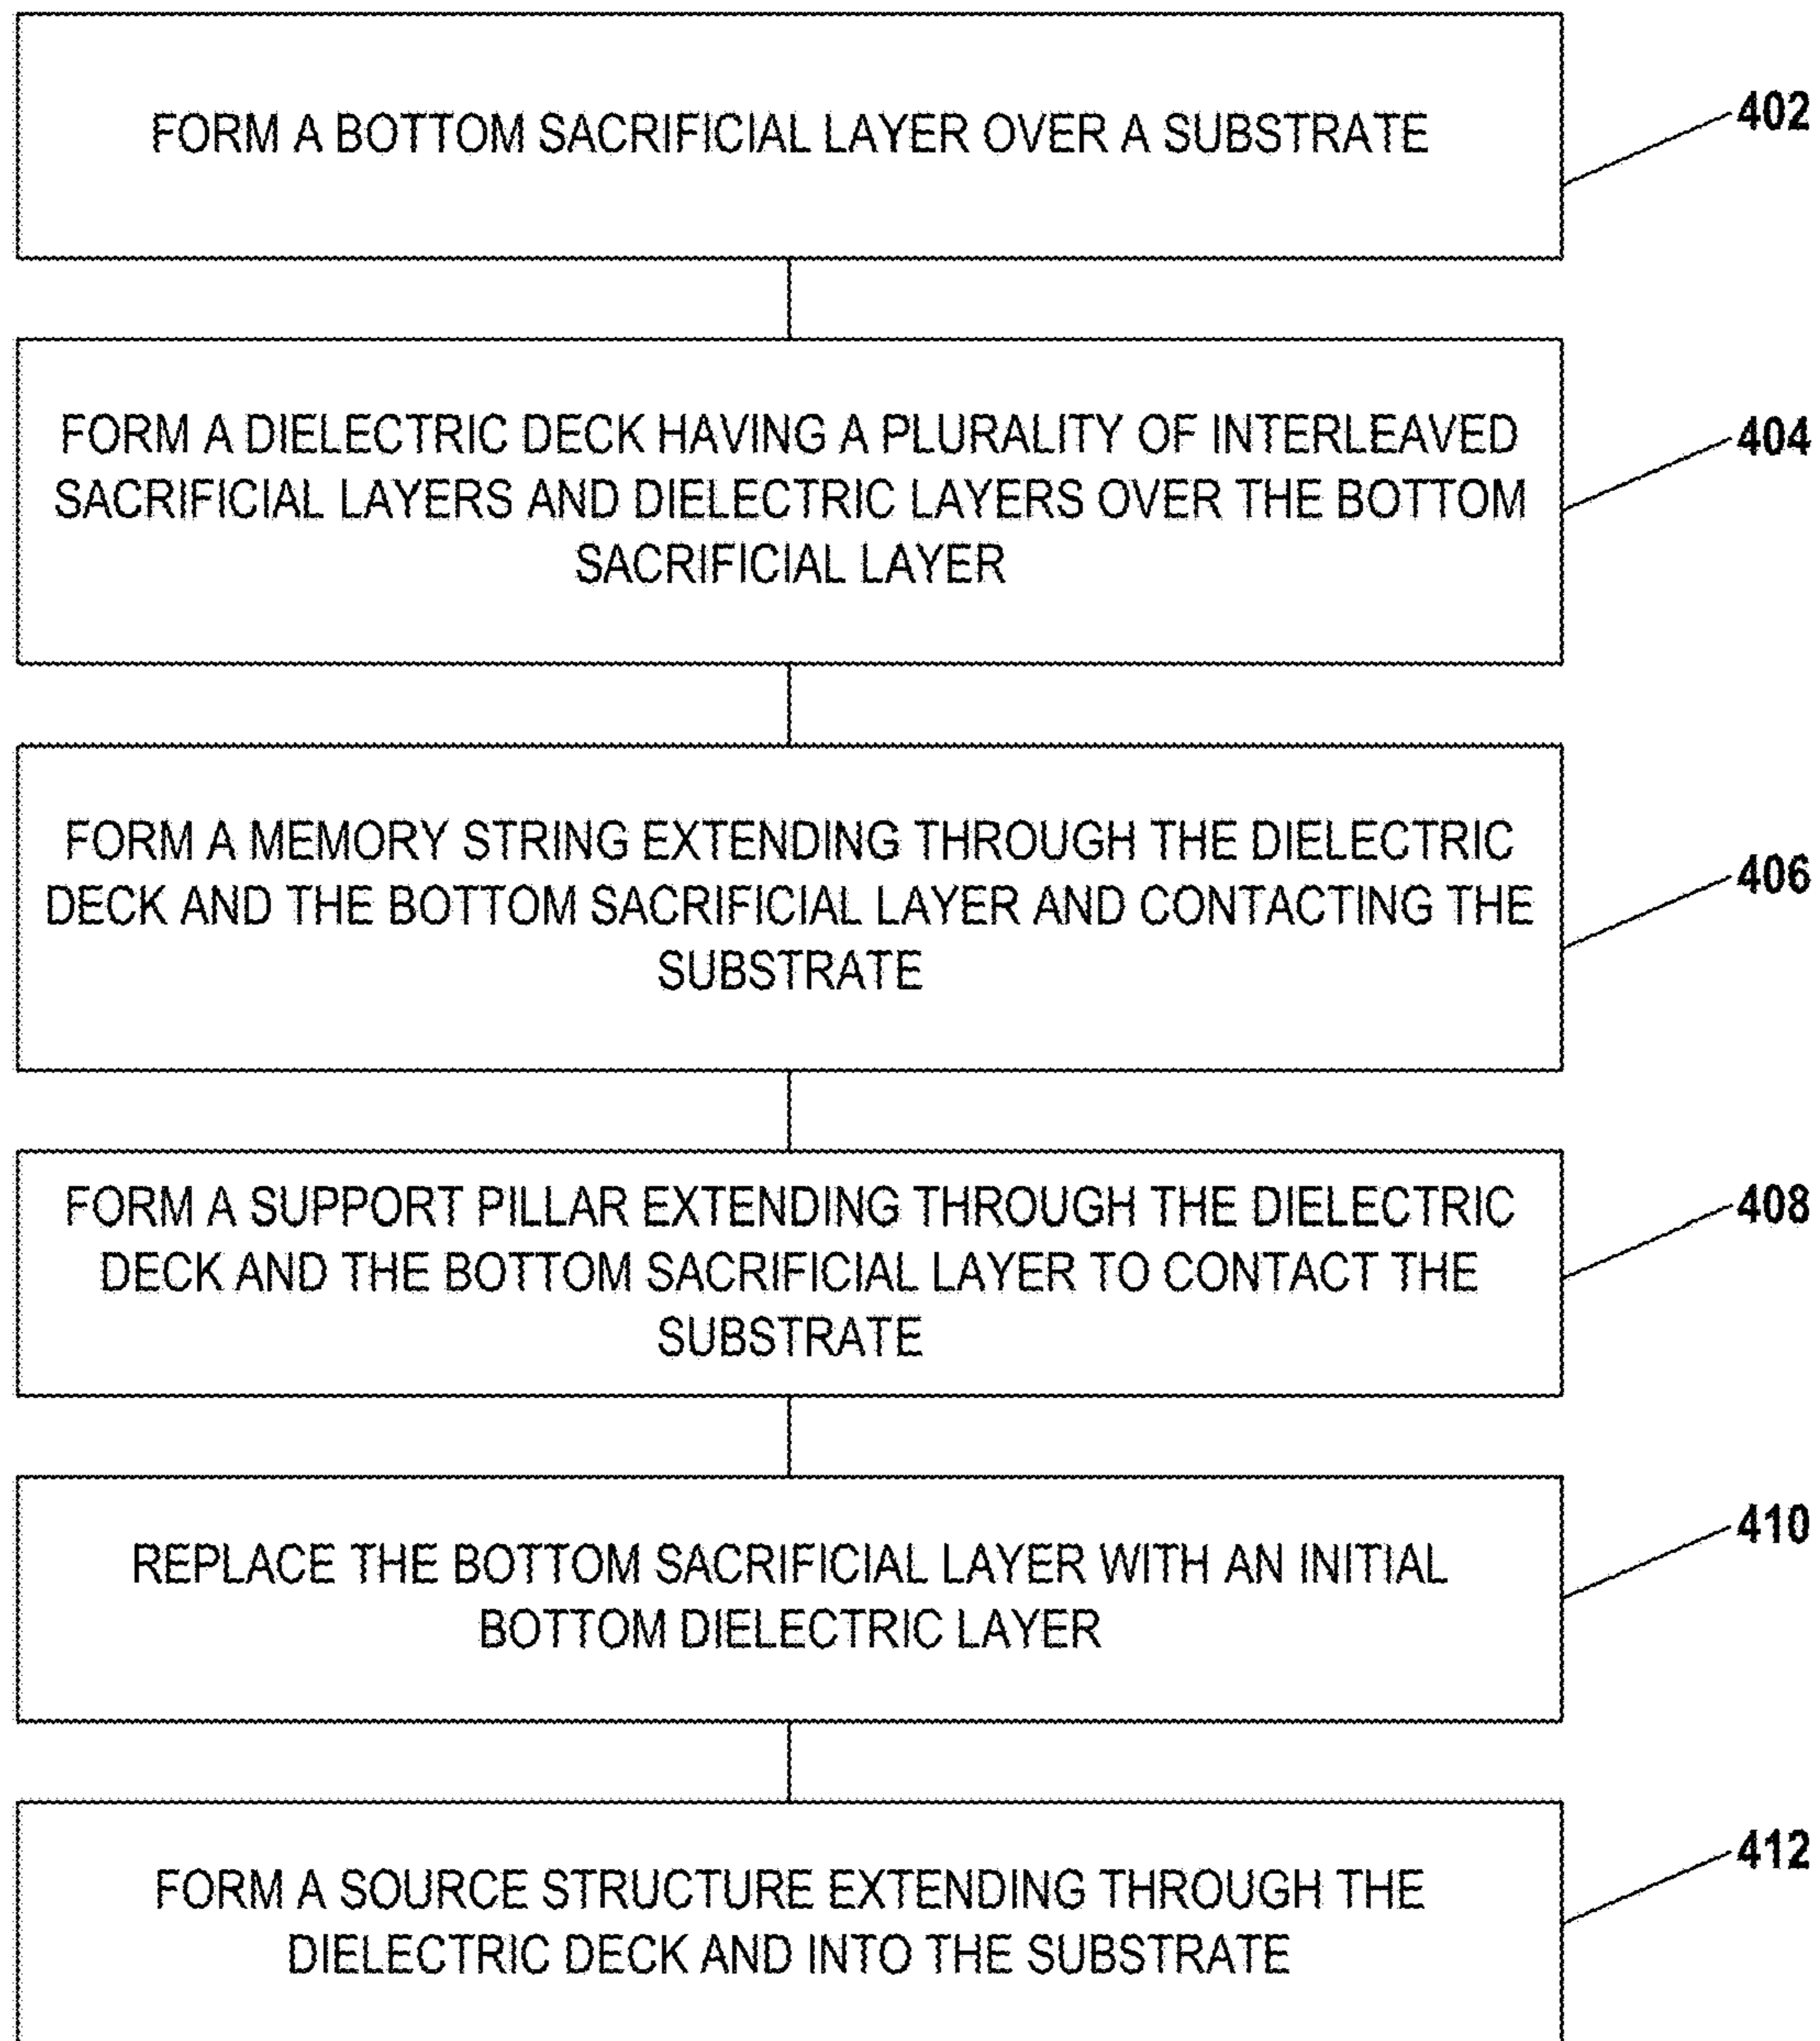 FORM A BOTTOM SACRIFICIAL LAYER OVER A SUBSTRATE
402
FORM A DIELECTRIC DECK HAVING A PLURALITY OF INTERLEAVED
SACRIFICIAL LAYERS AND DIELECTRIC LAYERS OVER THE BOTTOM
SACRIFICIAL LAYER
404
FORM A MEMORY STRING EXTENDING THROUGH THE DIELECTRIC
DECK AND THE BOTTOM SACRIFICIAL LAYER AND CONTACTING THE
SUBSTRATE
406
FORM A SUPPORT PILLAR EXTENDING THROUGH THE DIELECTRIC
DECK AND THE BOTTOM SACRIFICIAL LAYER TO CONTACT THE
SUBSTRATE
408
REPLACE THE BOTTOM SACRIFICIAL LAYER WITH AN INITIAL
BOTTOM DIELECTRIC LAYER
410
FORM A SOURCE STRUCTURE EXTENDING THROUGH THE
DIELECTRIC DECK AND INTO THE SUBSTRATE
412